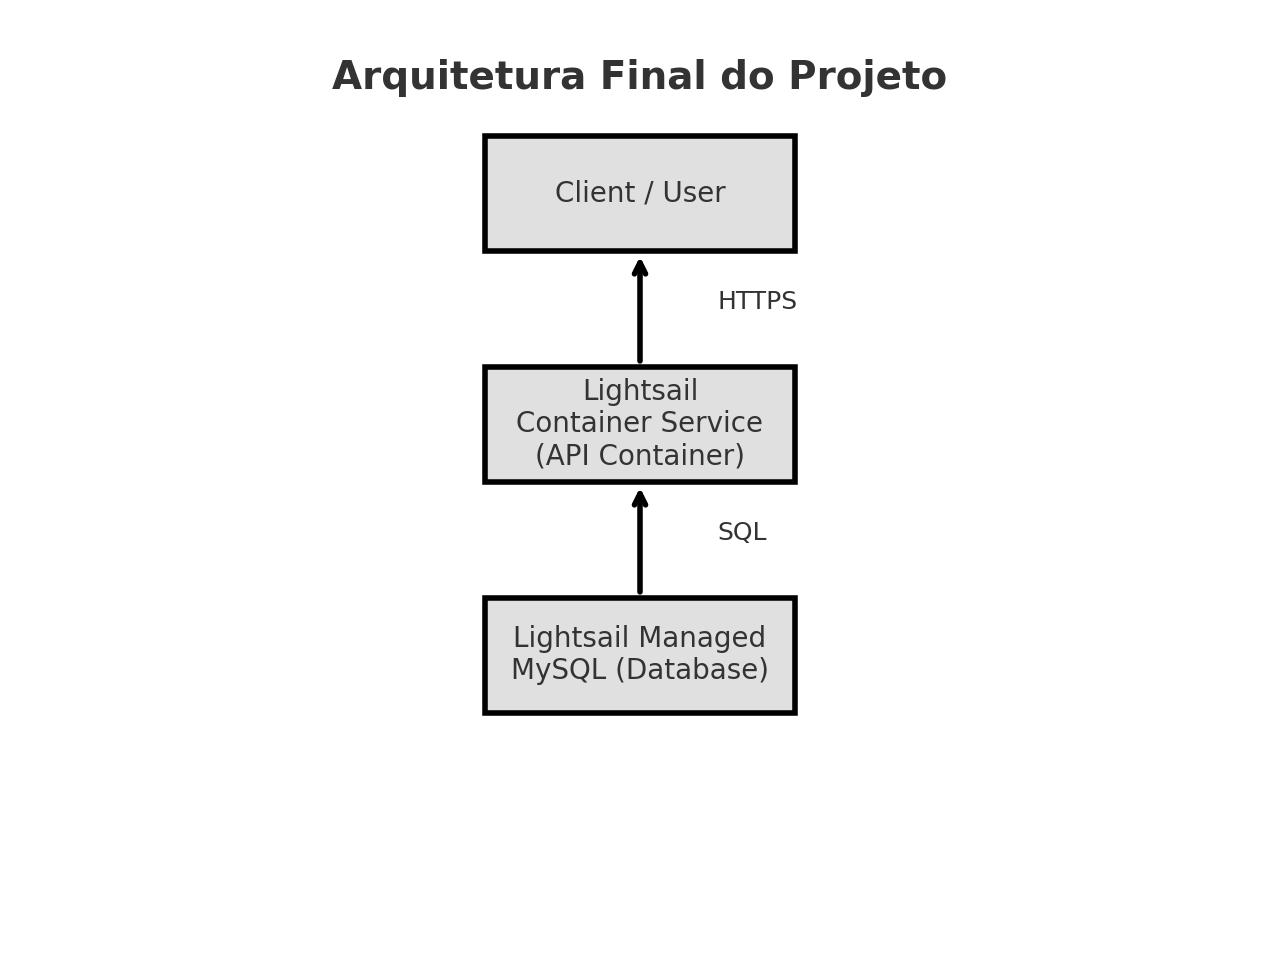 Arquitetura Final do Projeto
Client / User
HTTPS
Lightsail
Container Service
(API Container)
SQL
Lightsail Managed
MySQL (Database)